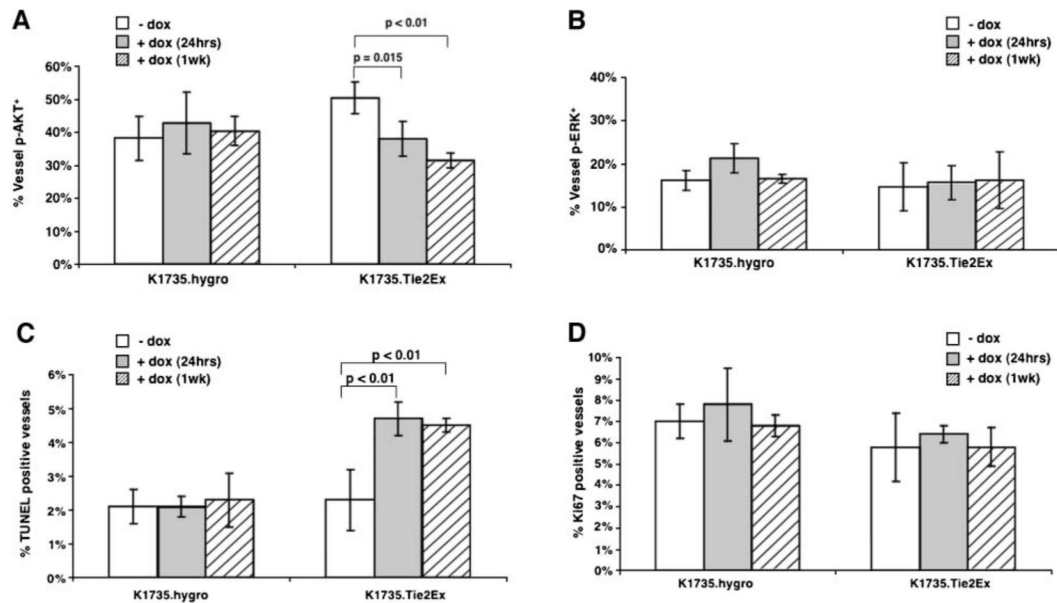 A
- dox
+ dox (24hrs)
+ dox (1wk)
p < 0.01
p = 0.015
% Vessel p-AKT+
60%
50%
40%
30%
20%
10%
0%
K1735.hygro
K1735.Tie2Ex
B
- dox
+ dox (24hrs)
+ dox (1wk)
% Vessel p-ERK+
40%
30%
20%
10%
0%
K1735.hygro
K1735.Tie2Ex
C
- dox
+ dox (24hrs)
+ dox (1wk)
p < 0.01
p < 0.01
% TUNEL positive vessels
6%
5%
4%
3%
2%
1%
0%
K1735.hygro
K1735.Tie2Ex
D
- dox
+ dox (24hrs)
+ dox (1wk)
% Ki67 positive vessels
10%
9%
8%
7%
6%
5%
4%
3%
2%
1%
0%
K1735.hygro
K1735.Tie2Ex